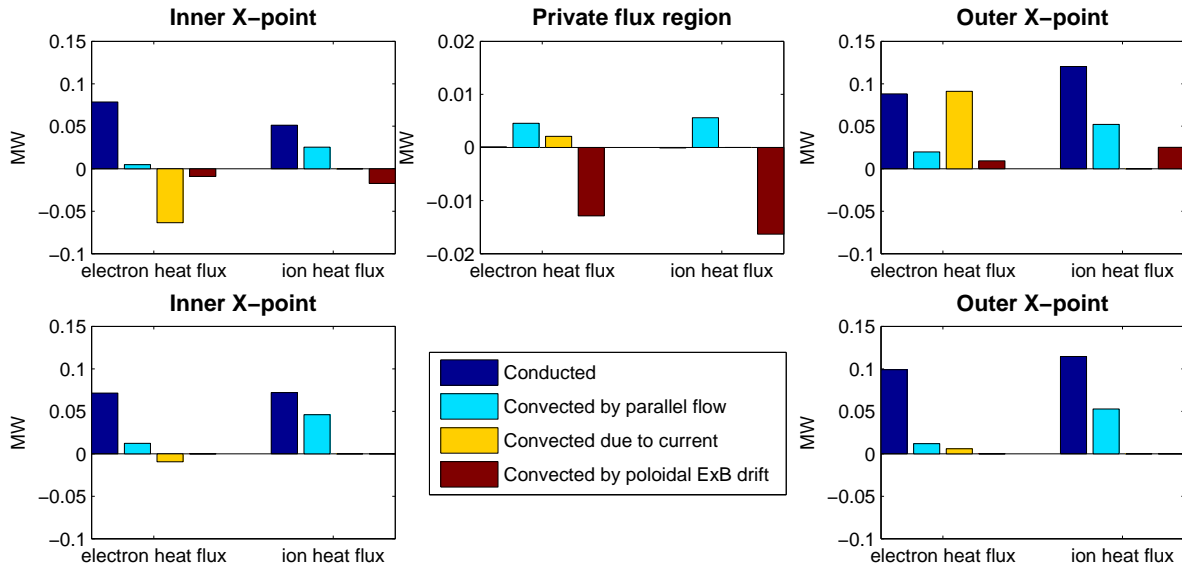 Inner X−point
0.15
0.1
0.05
0
−0.05
−0.1
MW
electron heat flux
ion heat flux
Private flux region
0.02
0.01
0
−0.01
−0.02
MW
electron heat flux
ion heat flux
Outer X−point
0.15
0.1
0.05
0
−0.05
−0.1
MW
electron heat flux
ion heat flux
Inner X−point
0.15
0.1
0.05
0
−0.05
−0.1
MW
electron heat flux
ion heat flux
Conducted
Convected by parallel flow
Convected due to current
Convected by poloidal ExB drift
Outer X−point
0.15
0.1
0.05
0
−0.05
−0.1
MW
electron heat flux
ion heat flux